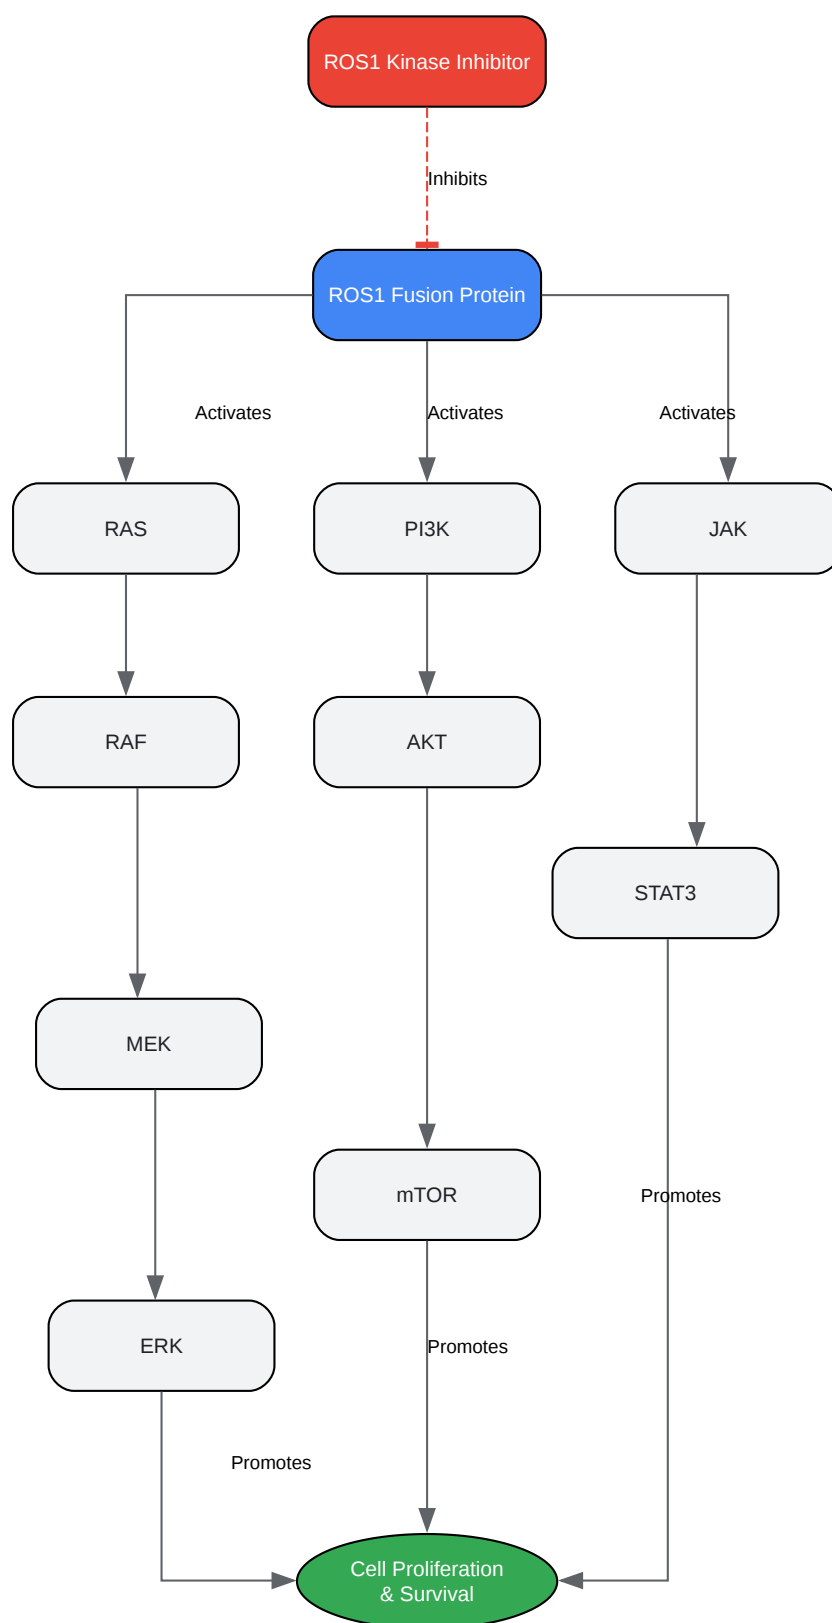 ROS1 Kinase Inhibitor
Inhibits
ROS1 Fusion Protein
Activates
Activates
Activates
RAS
PI3K
JAK
RAF
AKT
STAT3
MEK
mTOR
Promotes
ERK
Promotes
Promotes
Cell Proliferation
& Survival